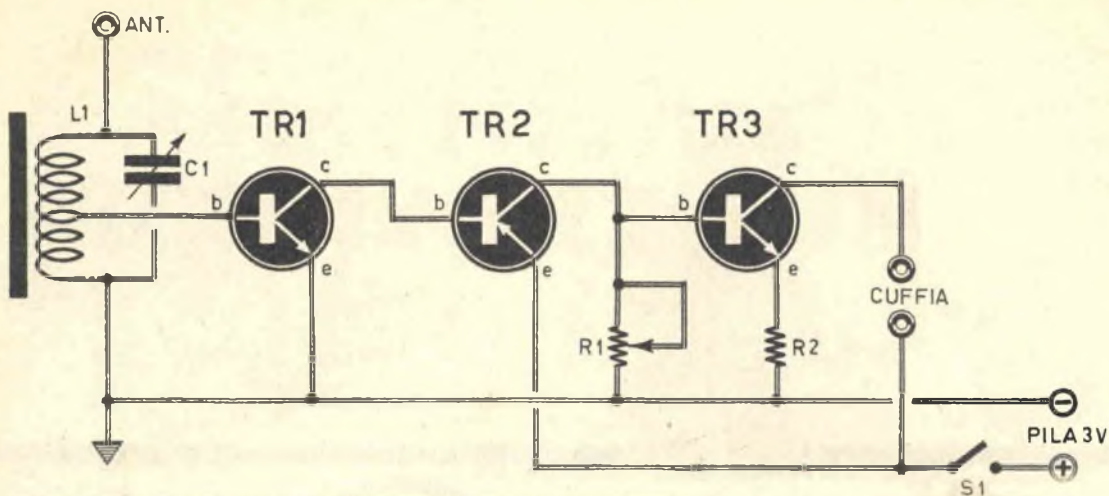 ANT.
L1
C1
TR1
TR2
TR3
b
c
e
b
c
e
b
c
e
R1
R2
CUFFIA
−
PILA 3V
+
S1